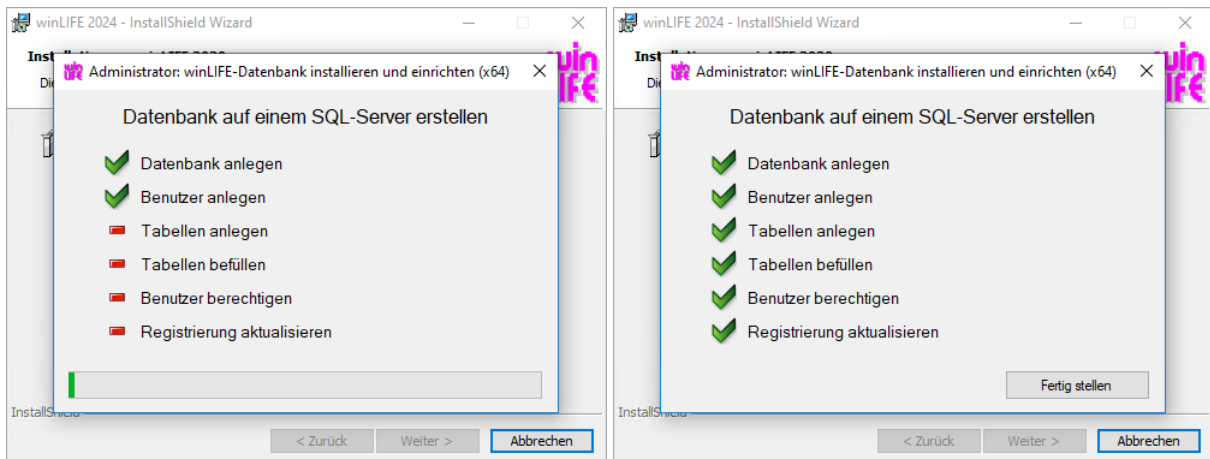 winLIFE 2024 - InstallShield Wizard
Administrator: winLIFE-Datenbank installieren und einrichten (x64)
Datenbank auf einem SQL-Server erstellen
Datenbank anlegen
Benutzer anlegen
Tabellen anlegen
Tabellen befüllen
Benutzer berechtigen
Registrierung aktualisieren
InstallShield
< Zurück
Weiter >
Abbrechen
winLIFE 2024 - InstallShield Wizard
Administrator: winLIFE-Datenbank installieren und einrichten (x64)
Datenbank auf einem SQL-Server erstellen
Datenbank anlegen
Benutzer anlegen
Tabellen anlegen
Tabellen befüllen
Benutzer berechtigen
Registrierung aktualisieren
Fertig stellen
InstallShield
< Zurück
Weiter >
Abbrechen